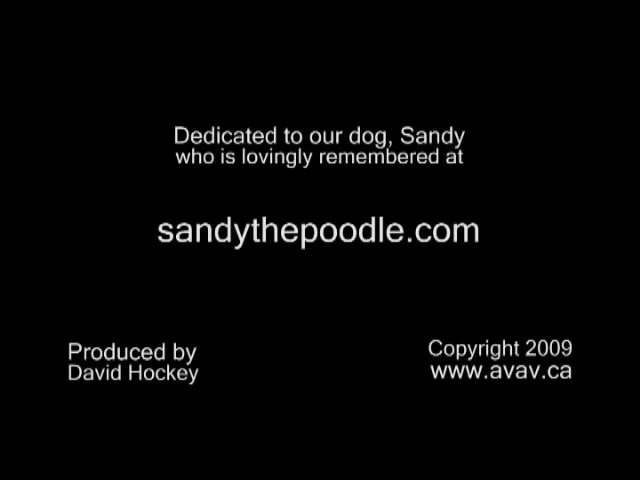 Dedicated to our dog, Sandy
who is lovingly remembered at
sandythepoodle.com
Produced by
David Hockey
Copyright 2009
www.avav.ca